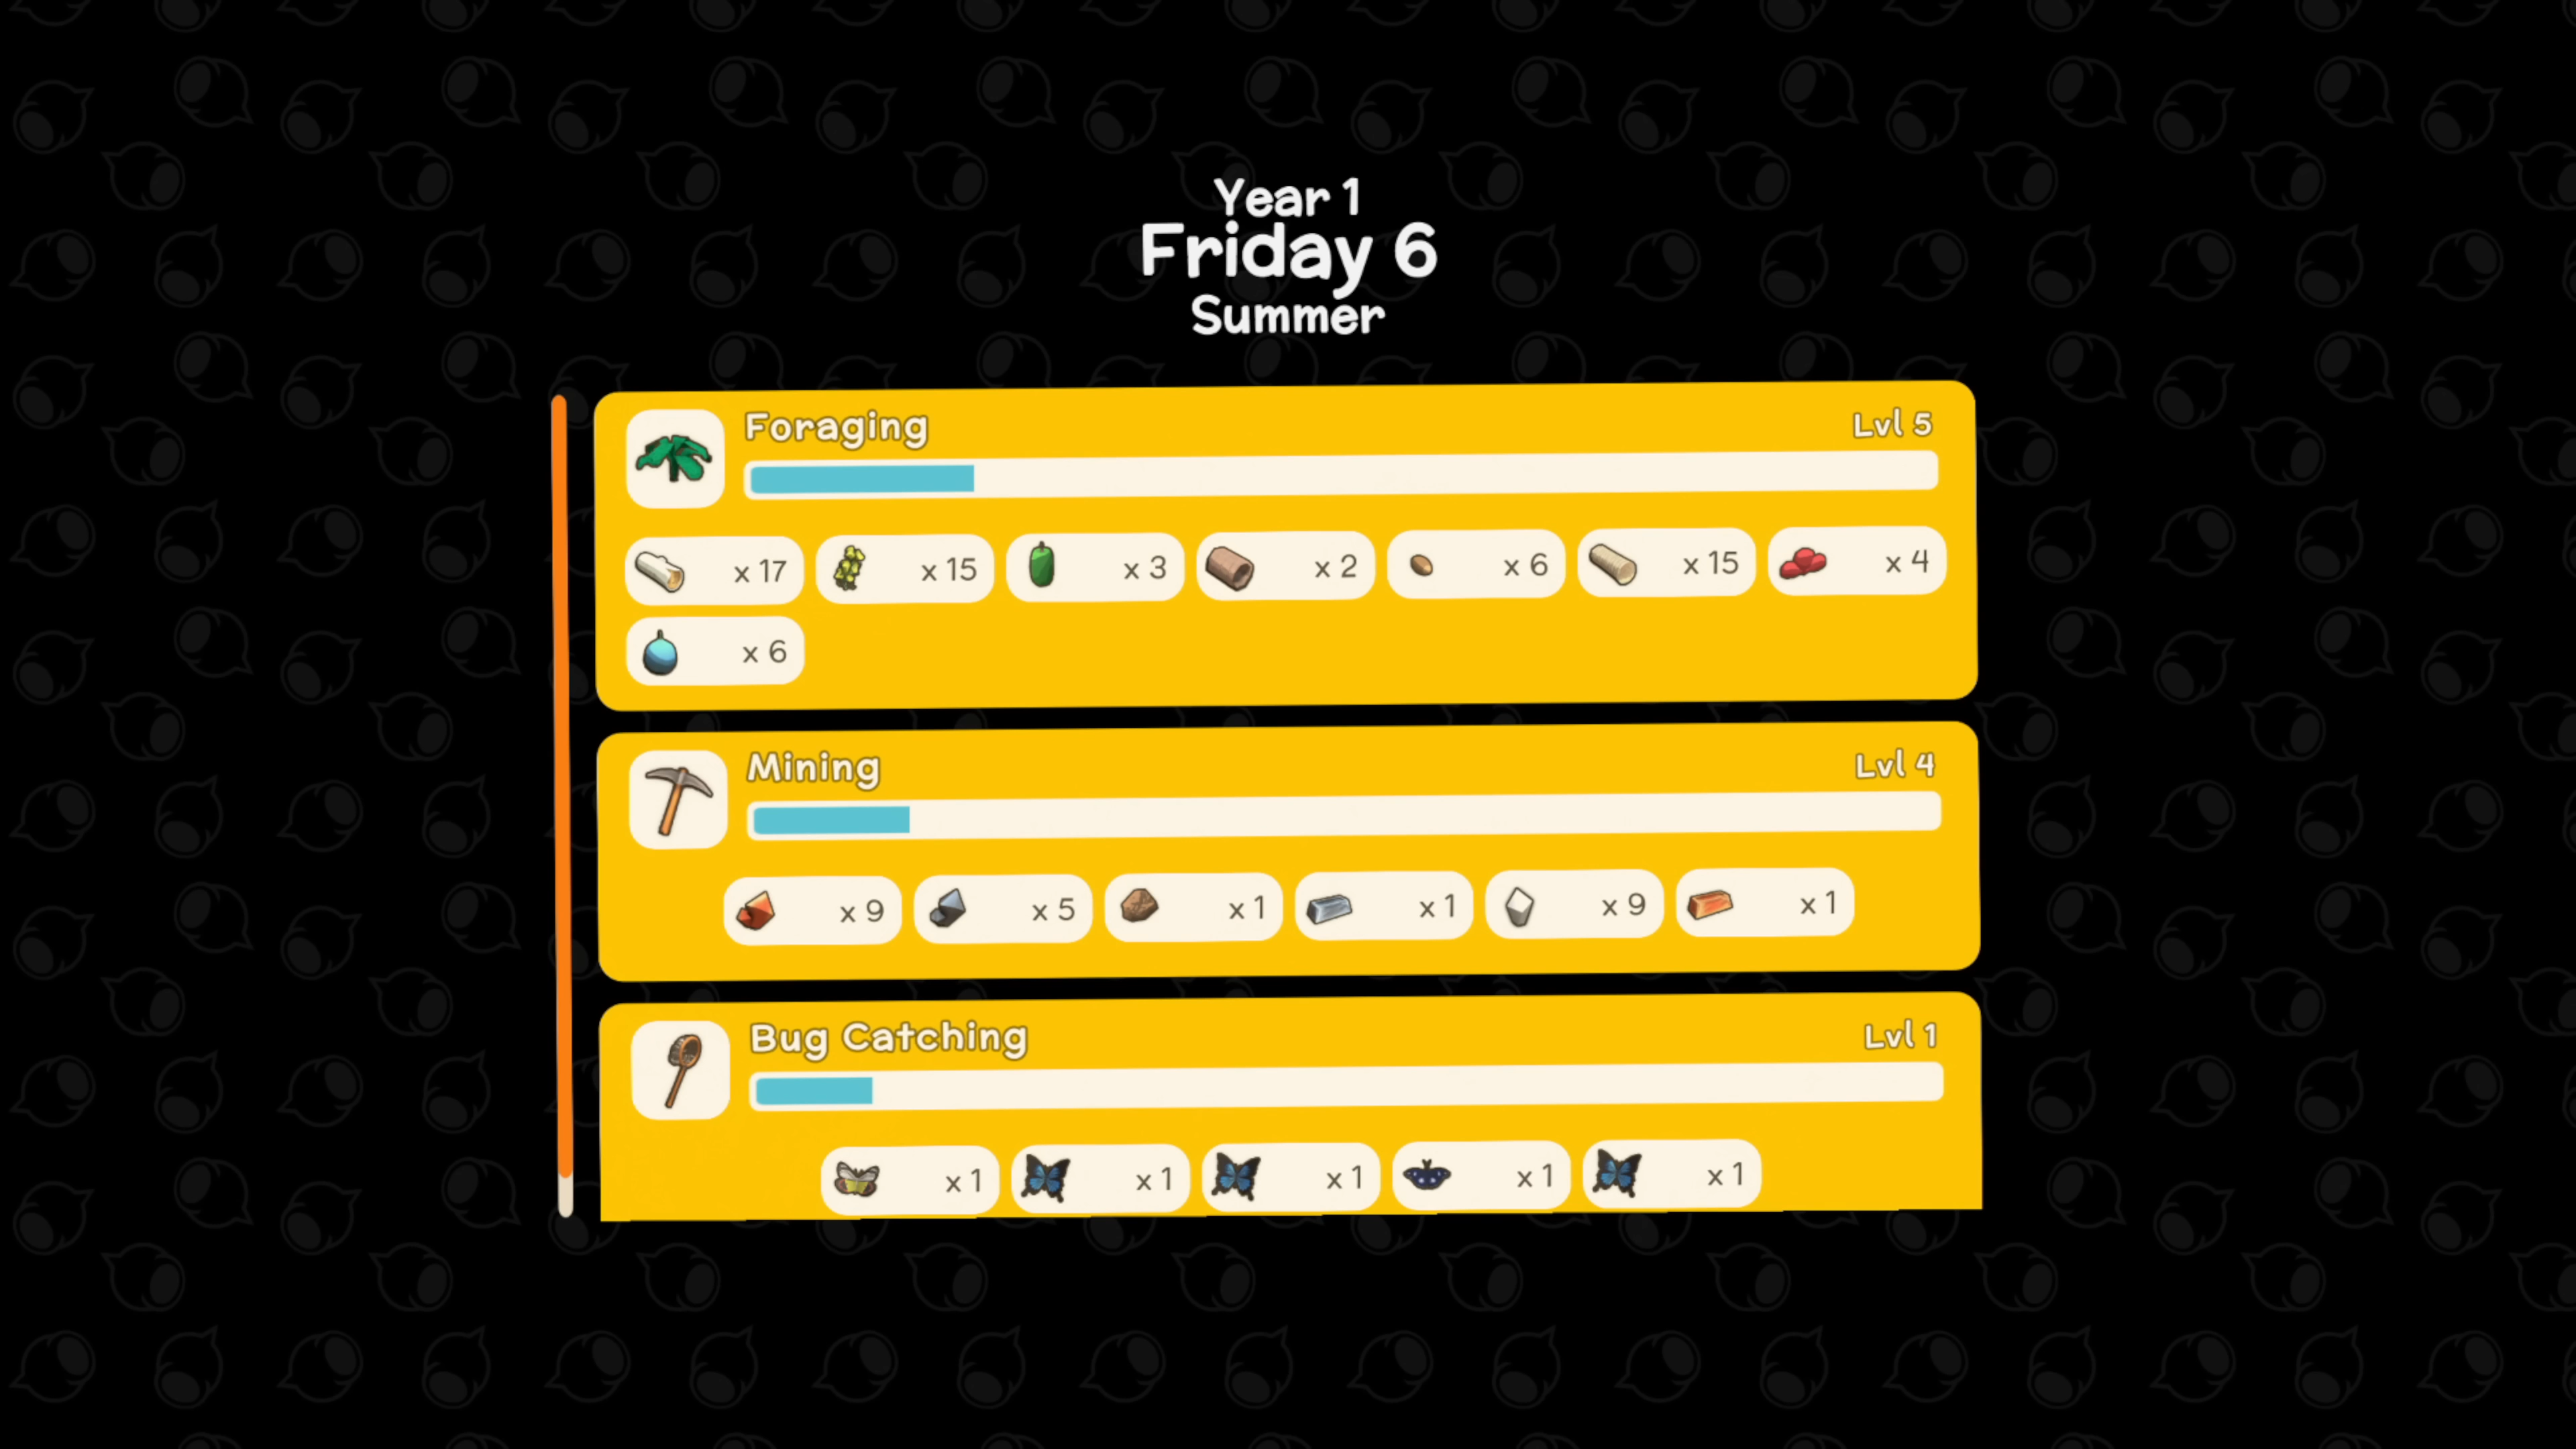 Year 1
Friday 6
Summer
Foraging Lvl 5
x 17 x 15 x 3 x 2 x 6 x 15 x 4
x 6
Mining Lvl 4
x 9 x 5 x 1 x 1 x 9 x 1
Bug Catching Lvl 1
x 1 x 1 x 1 x 1 x 1